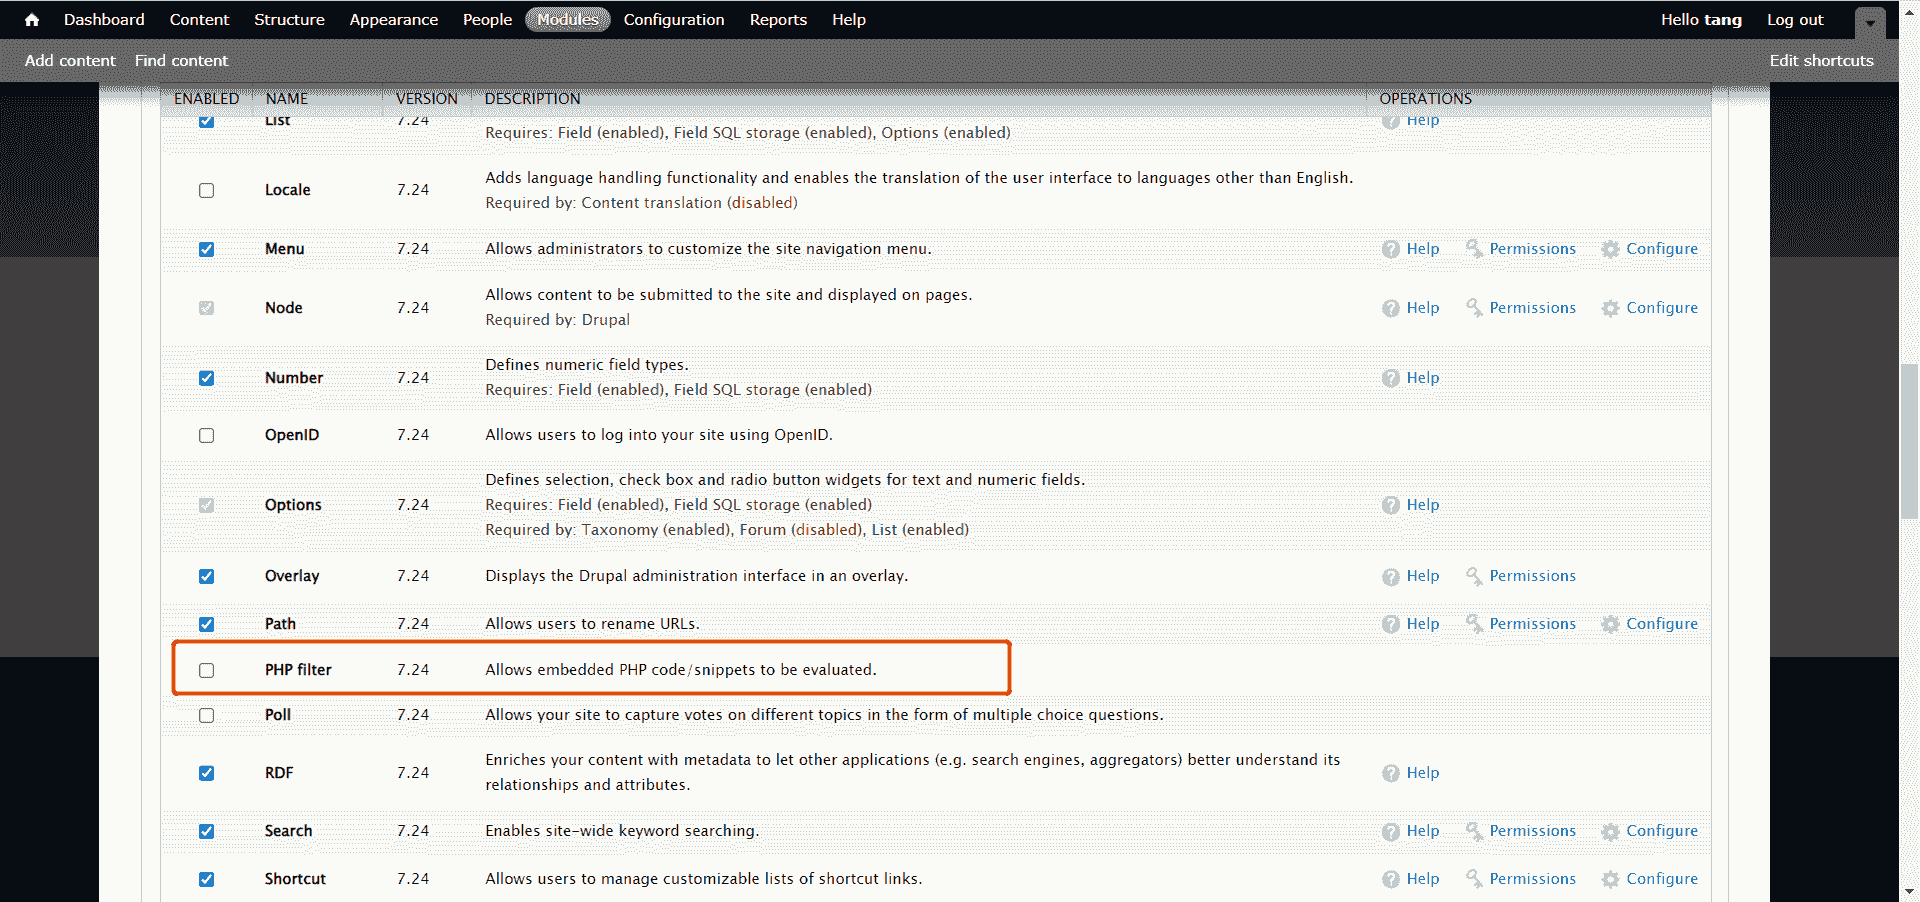 Dashboard Content Structure Appearance People Modules Configuration Reports Help Hello tang Log out
Add content Find content Edit shortcuts
ENABLED NAME VERSION DESCRIPTION OPERATIONS
List 7.24 Help
Requires: Field (enabled), Field SQL storage (enabled), Options (enabled)
Adds language handling functionality and enables the translation of the user interface to languages other than English.
Locale 7.24
Required by: Content translation (disabled)
Menu 7.24 Allows administrators to customize the site navigation menu. Help Permissions Configure
Allows content to be submitted to the site and displayed on pages.
Node 7.24 Help Permissions Configure
Required by: Drupal
Defines numeric field types.
Number 7.24 Help
Requires: Field (enabled), Field SQL storage (enabled)
OpenID 7.24 Allows users to log into your site using OpenID.
Defines selection, check box and radio button widgets for text and numeric fields.
Options 7.24 Requires: Field (enabled), Field SQL storage (enabled) Help
Required by: Taxonomy (enabled), Forum (disabled), List (enabled)
Overlay 7.24 Displays the Drupal administration interface in an overlay. Help Permissions
Path 7.24 Allows users to rename URLs. Help Permissions Configure
PHP filter 7.24 Allows embedded PHP code/snippets to be evaluated.
Poll 7.24 Allows your site to capture votes on different topics in the form of multiple choice questions.
Enriches your content with metadata to let other applications (e.g. search engines, aggregators) better understand its
RDF 7.24 Help
relationships and attributes.
Search 7.24 Enables site-wide keyword searching. Help Permissions Configure
Shortcut 7.24 Allows users to manage customizable lists of shortcut links. Help Permissions Configure